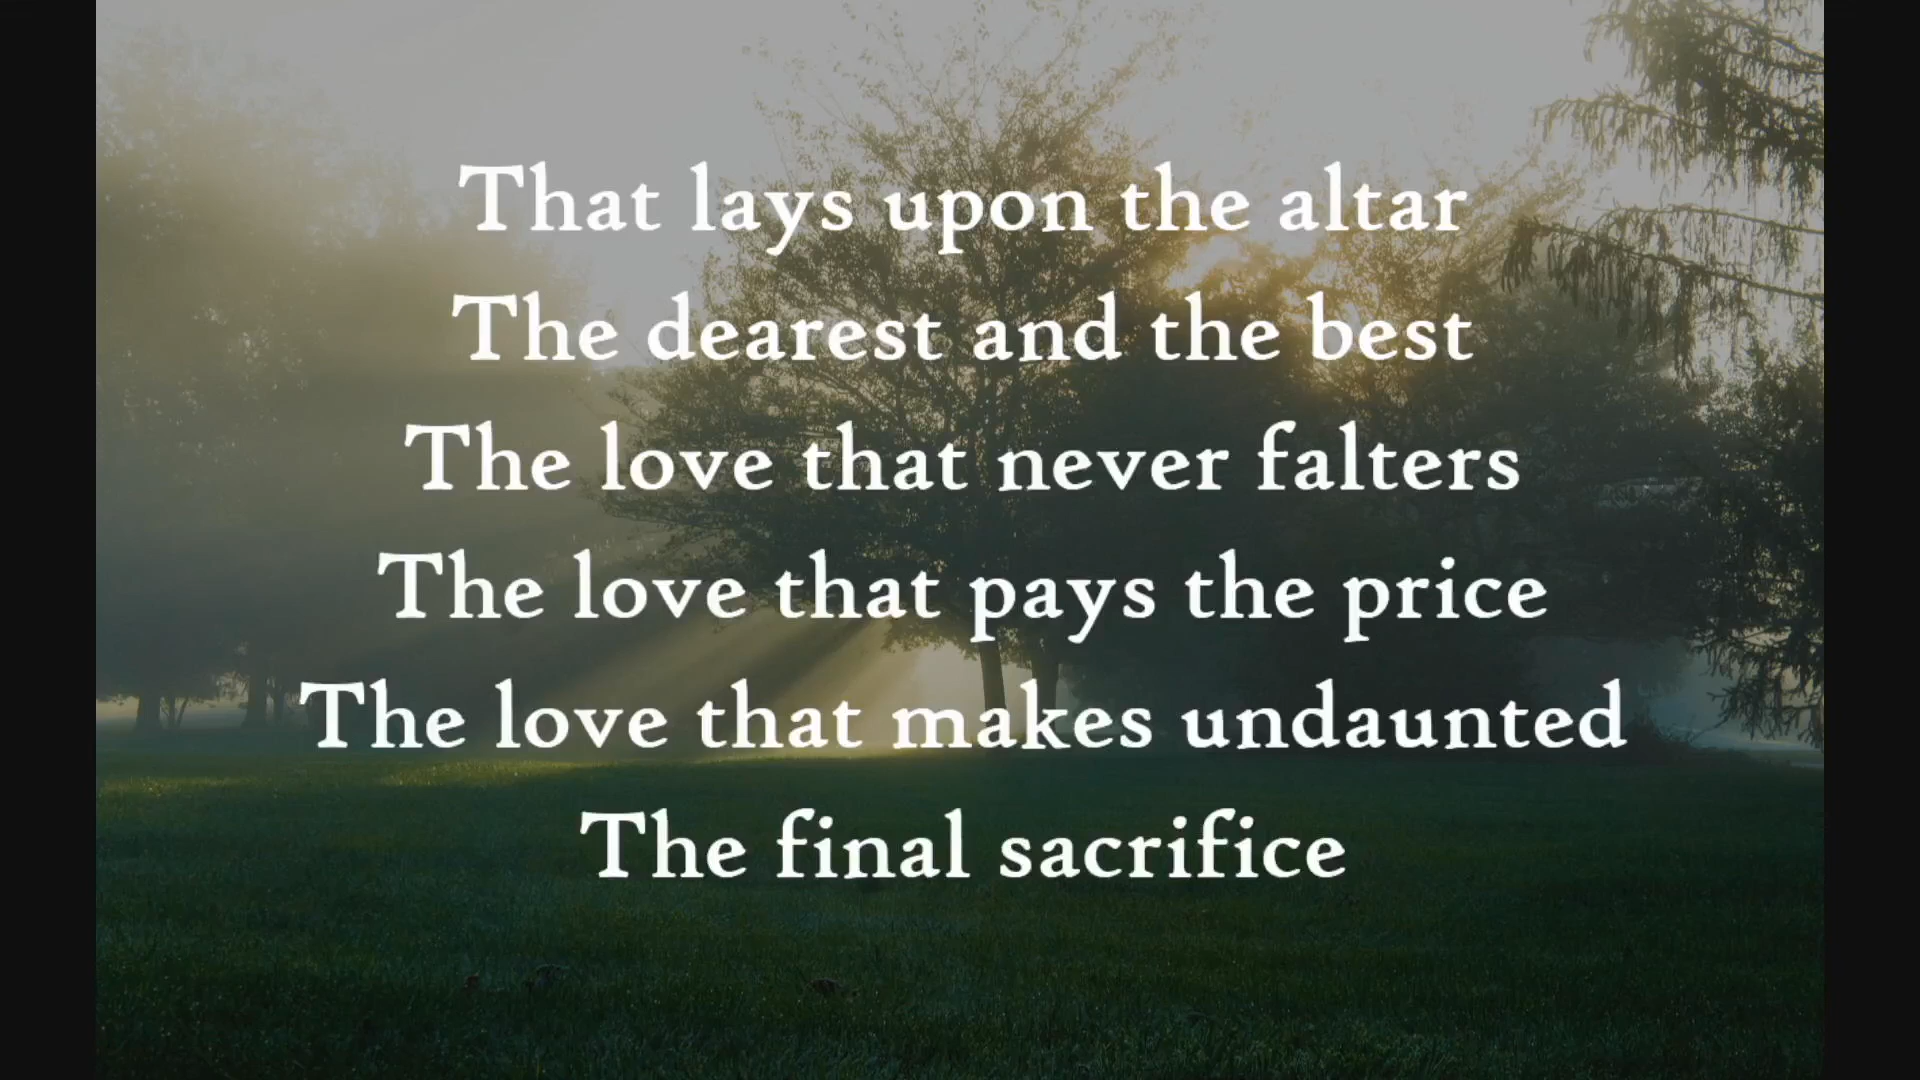 That lays upon the altar
The dearest and the best
The love that never falters
The love that pays the price
The love that makes undaunted
The final sacrifice